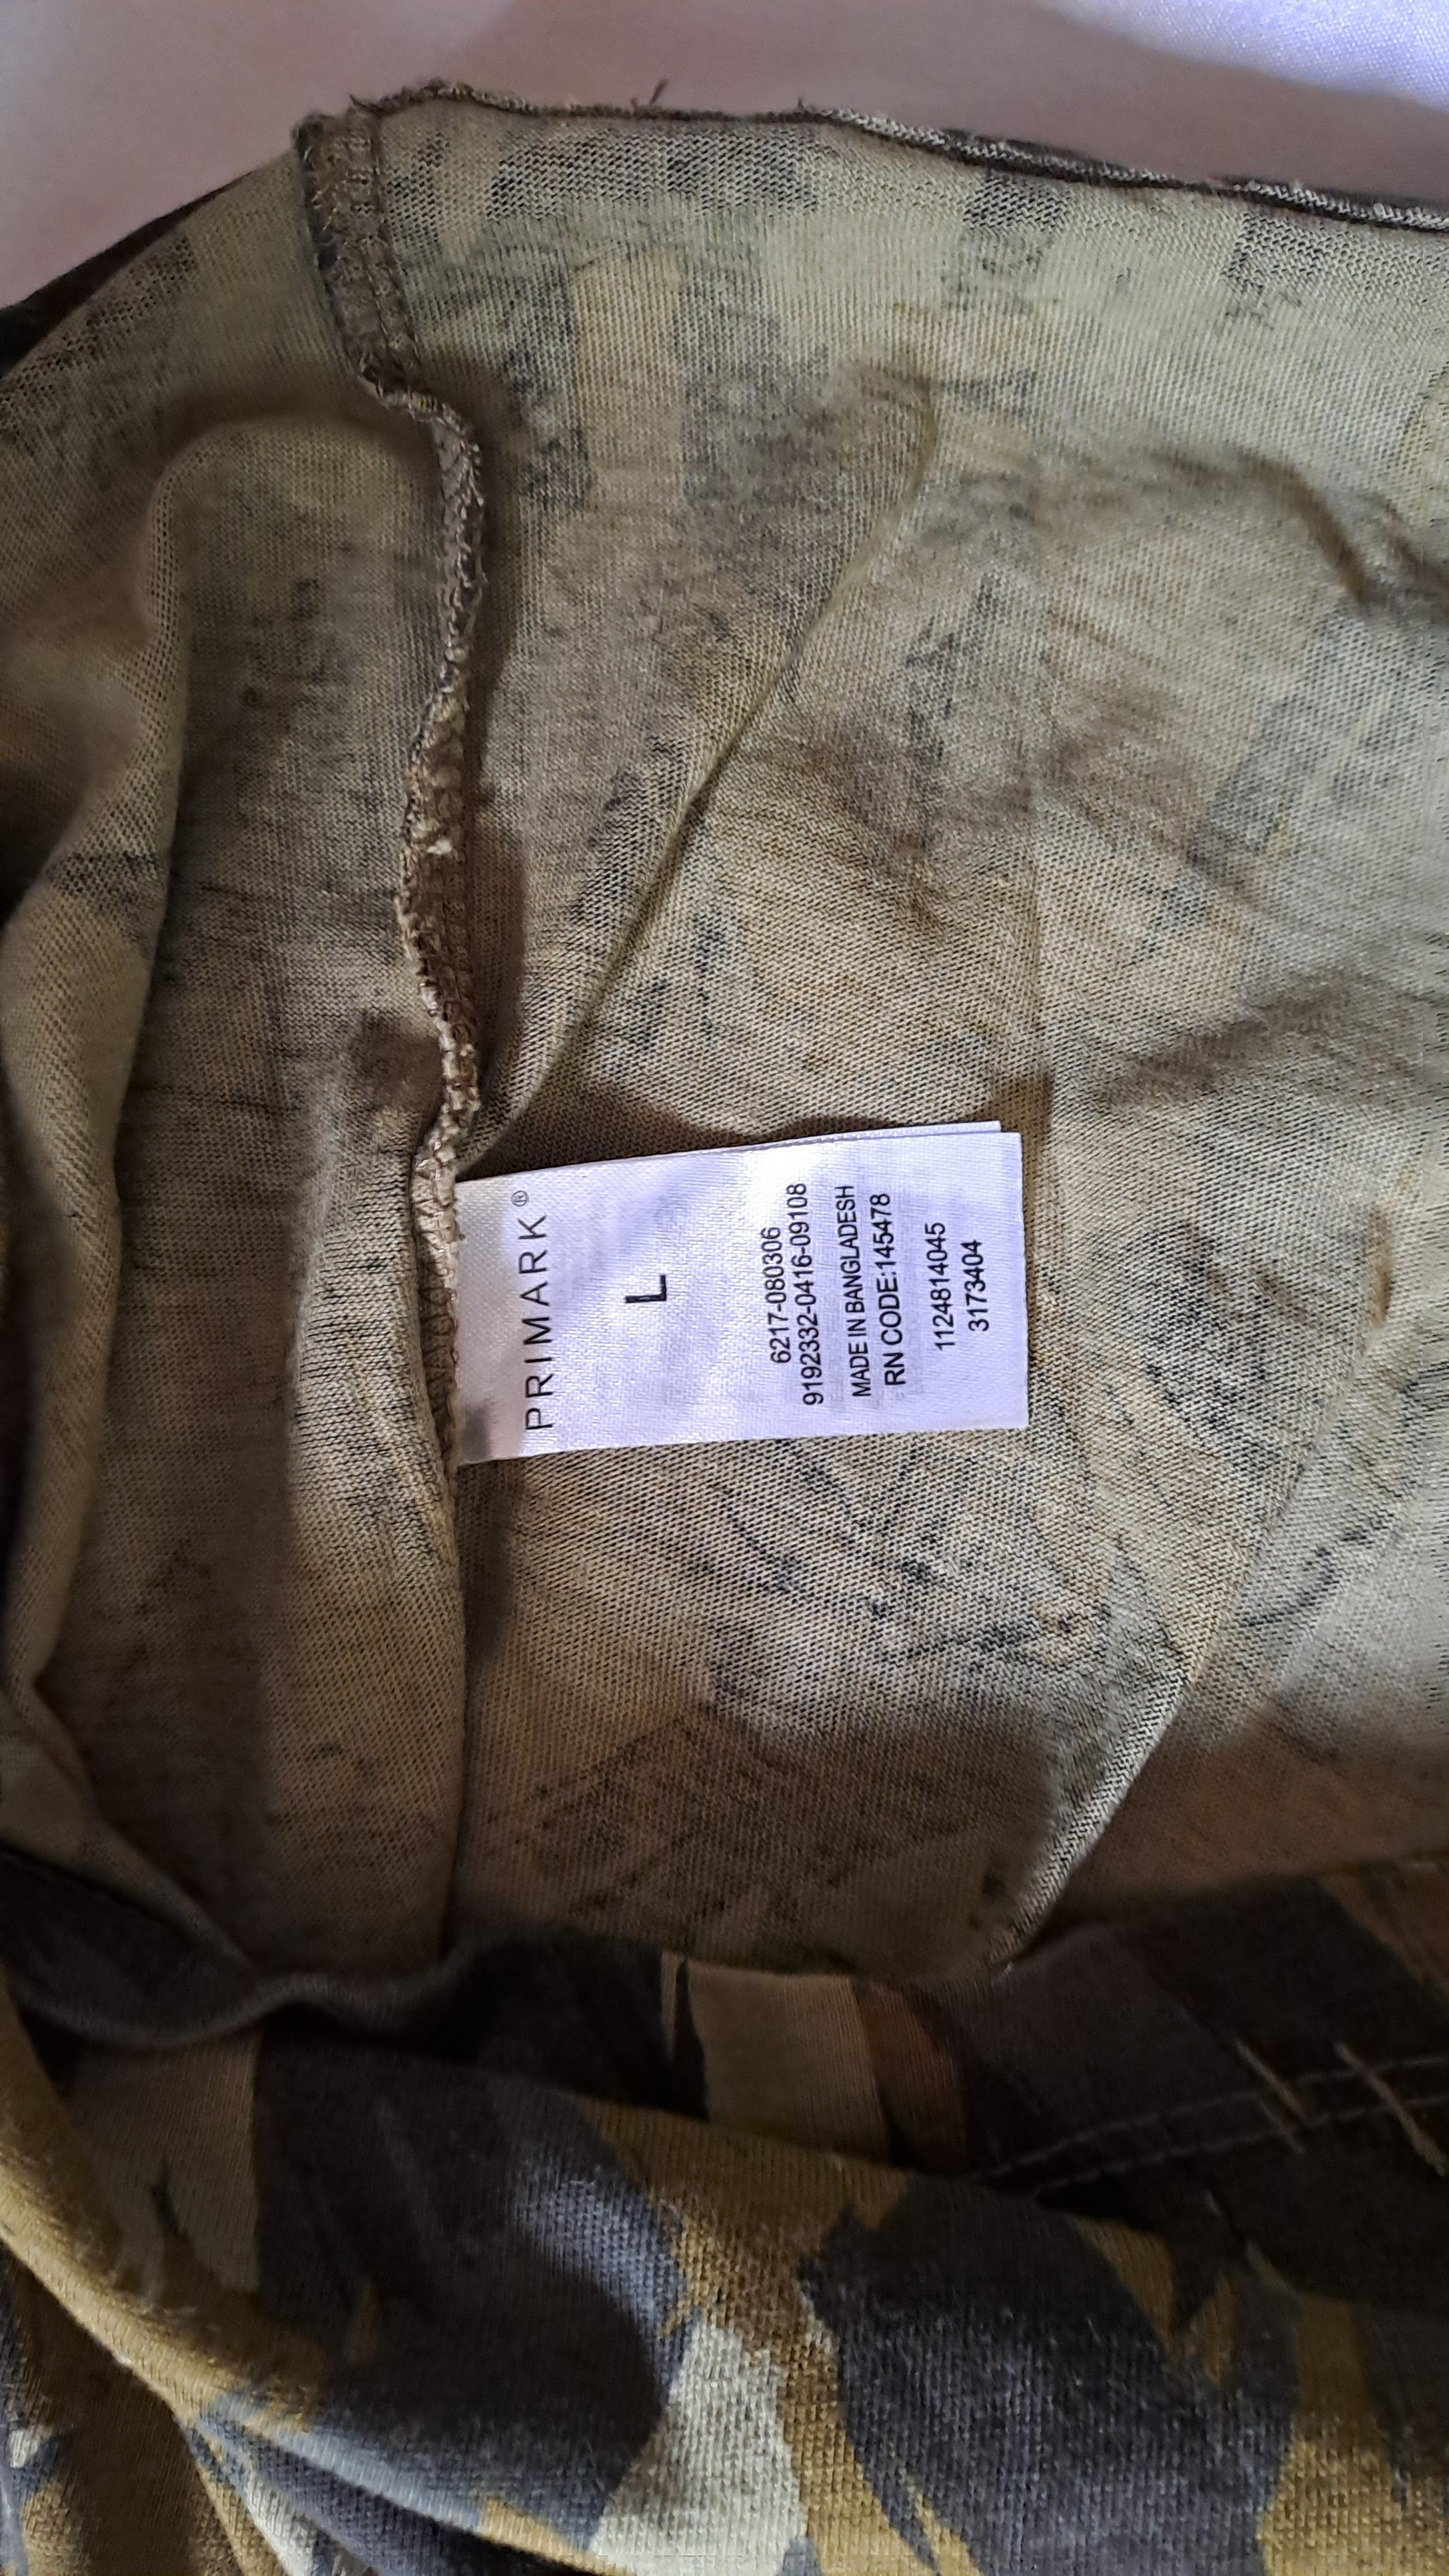 PRIMARK®
L
6217-080306
9192332-0416-09108
MADE IN BANGLADESH
RN CODE:145478
1124814045
3173404